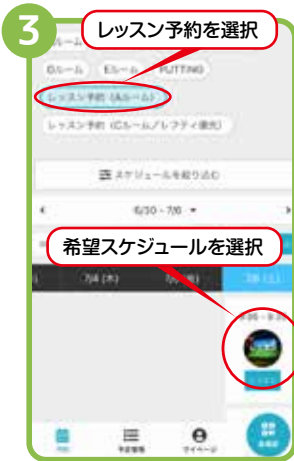 3
レッスン予約を選択
Dルーム Eルーム PUTTING
レッスン予約 (Aルーム)
レッスン予約 (Cルーム/レフティ優先)
スケジュールを絞り込む
6/30 - 7/6
希望スケジュールを選択
7/4 (木)
マイページ